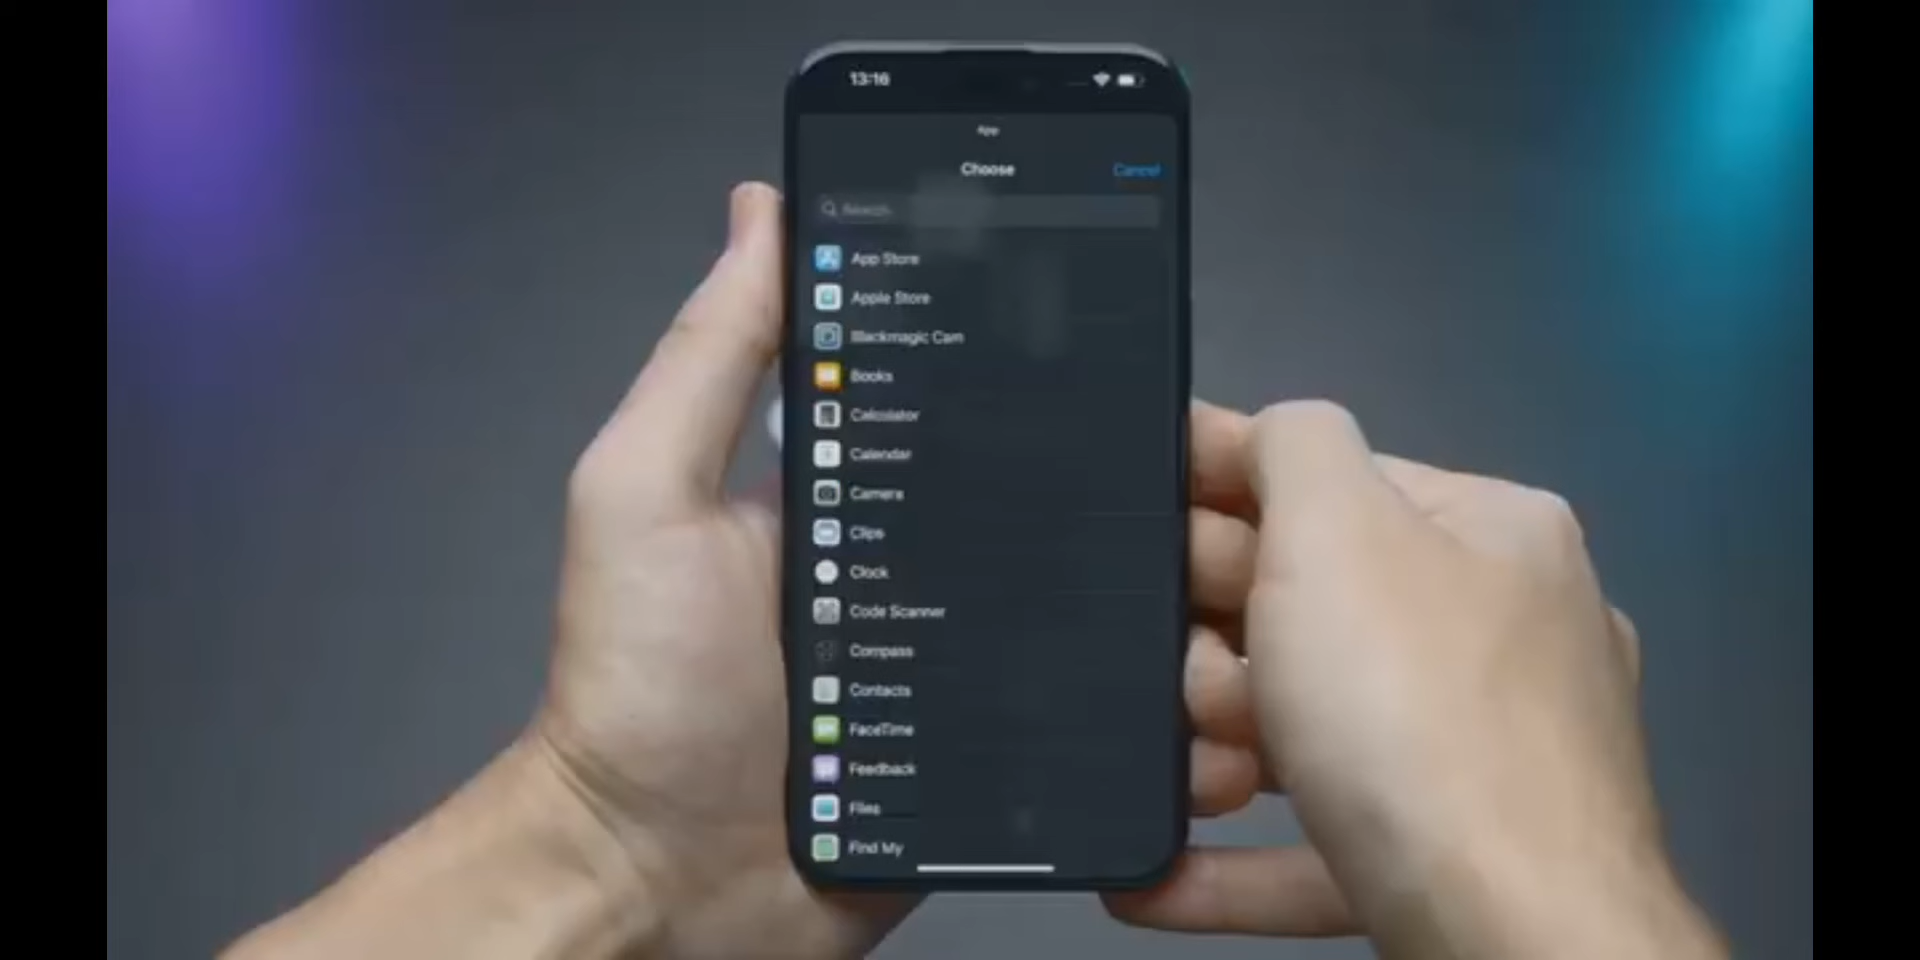 13:16
App
Choose
Cancel
Search
App Store
Apple Store
Blackmagic Cam
Books
Calculator
Calendar
Camera
Clips
Clock
Code Scanner
Compass
Contacts
FaceTime
Feedback
Files
Find My